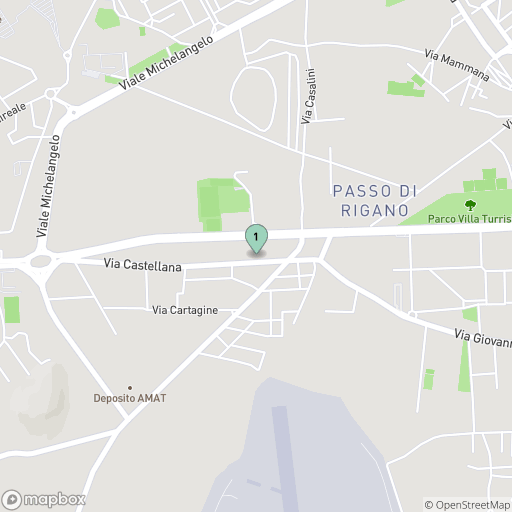 Viale Michelangelo
Via Casalini
Via Mammana
Viale Michelangelo
PASSO DI
RIGANO
Parco Villa Turris
1
Via Castellana
Via Cartagine
Via Giovann
Deposito AMAT
mapbox
© OpenStreetMap